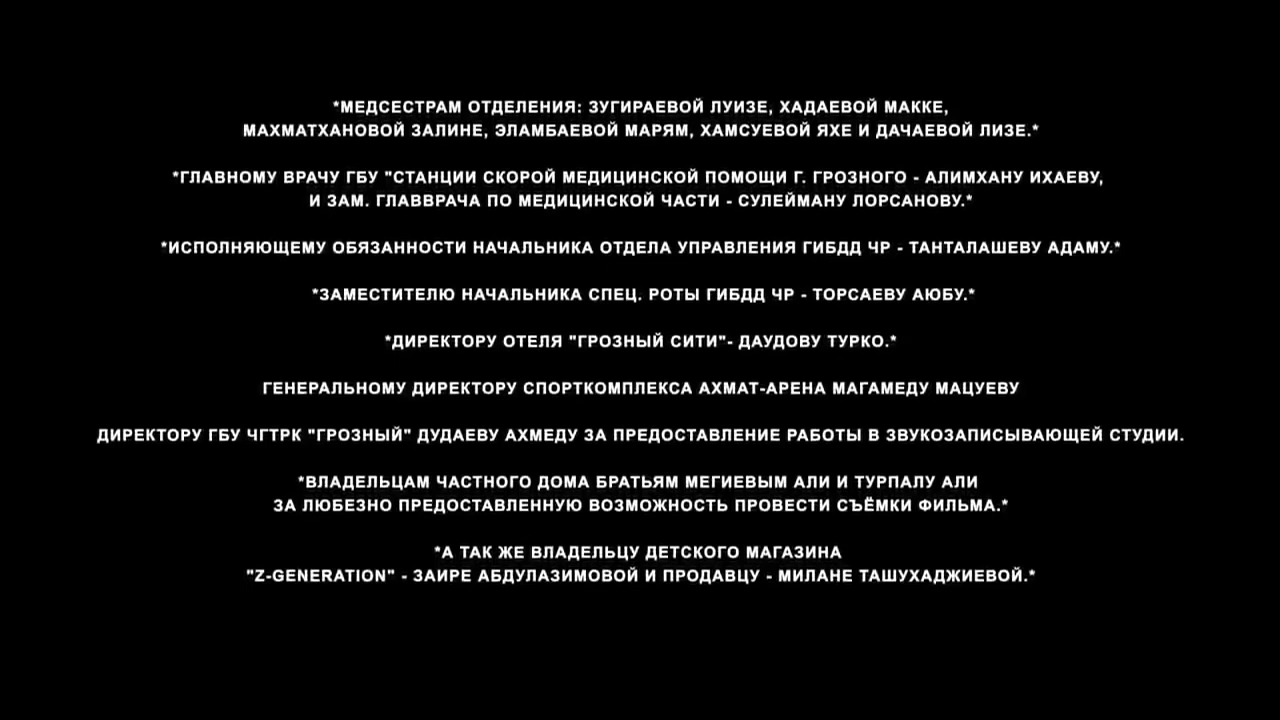 *МЕДСЕСТРАМ ОТДЕЛЕНИЯ: ЗУГИРАЕВОЙ ЛУИЗЕ, ХАДАЕВОЙ МАККЕ,
МАХМАТХАНОВОЙ ЗАЛИНЕ, ЭЛАМБАЕВОЙ МАРЯМ, ХАМСУЕВОЙ ЯХЕ И ДАЧАЕВОЙ ЛИЗЕ.*
*ГЛАВНОМУ ВРАЧУ ГБУ "СТАНЦИИ СКОРОЙ МЕДИЦИНСКОЙ ПОМОЩИ Г. ГРОЗНОГО - АЛИМХАНУ ИХАЕВУ,
И ЗАМ. ГЛАВВРАЧА ПО МЕДИЦИНСКОЙ ЧАСТИ - СУЛЕЙМАНУ ЛОРСАНОВУ.*
*ИСПОЛНЯЮЩЕМУ ОБЯЗАННОСТИ НАЧАЛЬНИКА ОТДЕЛА УПРАВЛЕНИЯ ГИБДД ЧР - ТАНТАЛАШЕВУ АДАМУ.*
*ЗАМЕСТИТЕЛЮ НАЧАЛЬНИКА СПЕЦ. РОТЫ ГИБДД ЧР - ТОРСАЕВУ АЮБУ.*
*ДИРЕКТОРУ ОТЕЛЯ "ГРОЗНЫЙ СИТИ"- ДАУДОВУ ТУРКО.*
ГЕНЕРАЛЬНОМУ ДИРЕКТОРУ СПОРТКОМПЛЕКСА АХМАТ-АРЕНА МАГАМЕДУ МАЦУЕВУ
ДИРЕКТОРУ ГБУ ЧГТРК "ГРОЗНЫЙ" ДУДАЕВУ АХМЕДУ ЗА ПРЕДОСТАВЛЕНИЕ РАБОТЫ В ЗВУКОЗАПИСЫВАЮЩЕЙ СТУДИИ.
*ВЛАДЕЛЬЦАМ ЧАСТНОГО ДОМА БРАТЬЯМ МЕГИЕВЫМ АЛИ И ТУРПАЛУ АЛИ
ЗА ЛЮБЕЗНО ПРЕДОСТАВЛЕННУЮ ВОЗМОЖНОСТЬ ПРОВЕСТИ СЪЁМКИ ФИЛЬМА.*
*А ТАК ЖЕ ВЛАДЕЛЬЦУ ДЕТСКОГО МАГАЗИНА
"Z-GENERATION" - ЗАИРЕ АБДУЛАЗИМОВОЙ И ПРОДАВЦУ - МИЛАНЕ ТАШУХАДЖИЕВОЙ.*